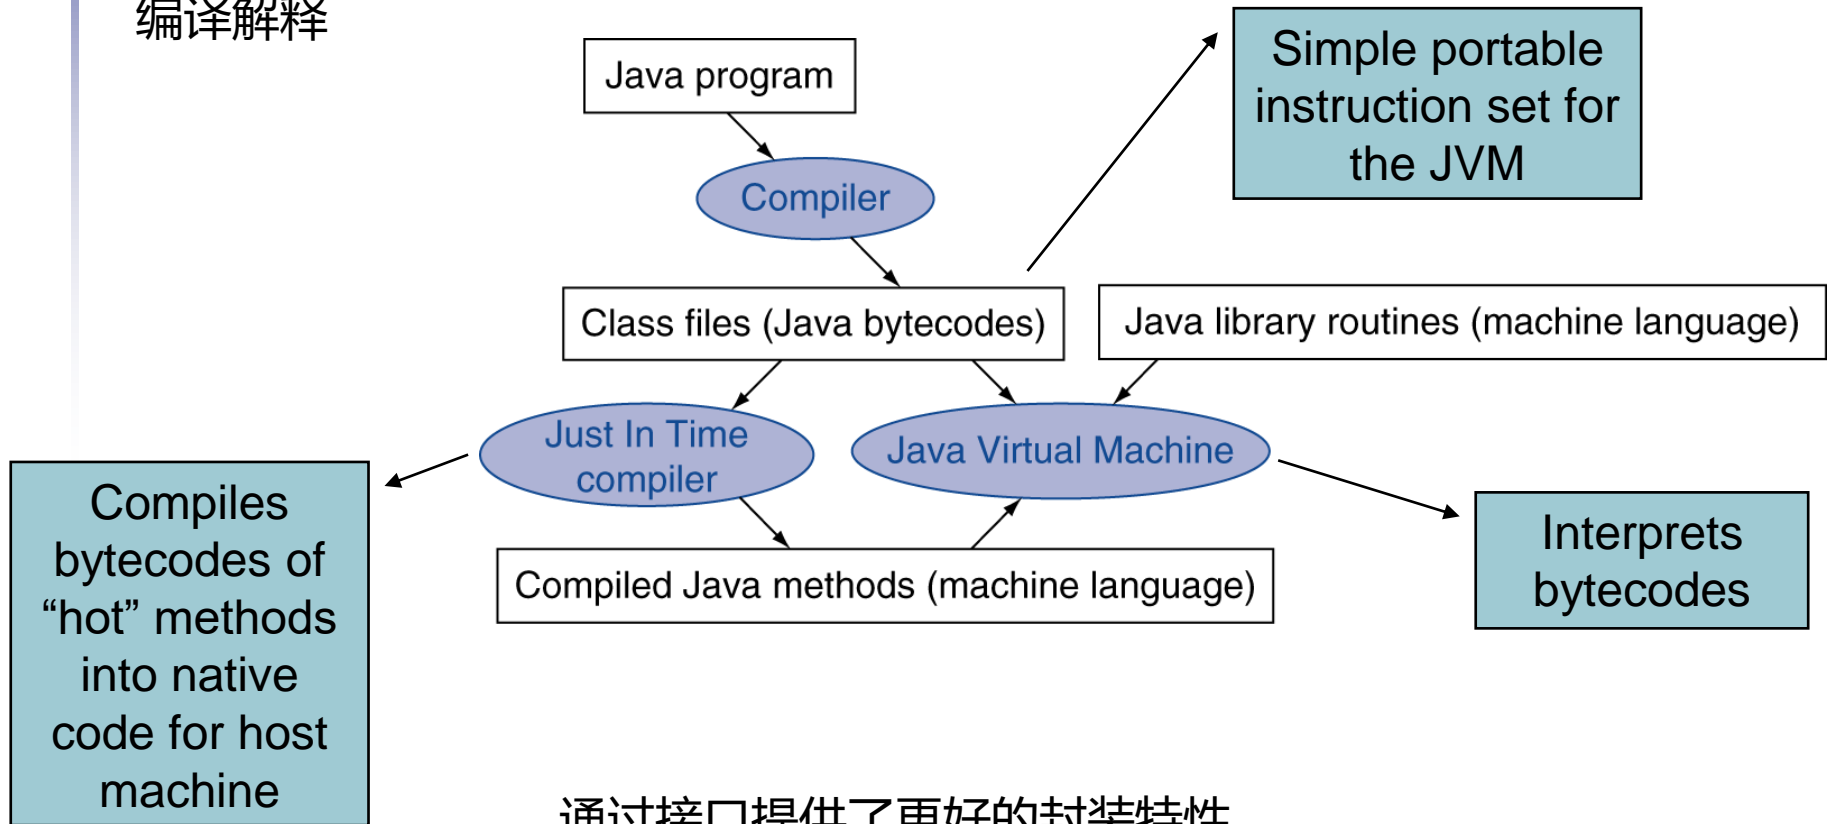 编译解释
Java program
Simple portable
instruction set for
the JVM
Compiler
Class files (Java bytecodes)
Java library routines (machine language)
Just In Time
compiler
Java Virtual Machine
Compiles
bytecodes of
“hot” methods
into native
code for host
machine
Interprets
bytecodes
Compiled Java methods (machine language)
通过接口提供了更好的封装特性